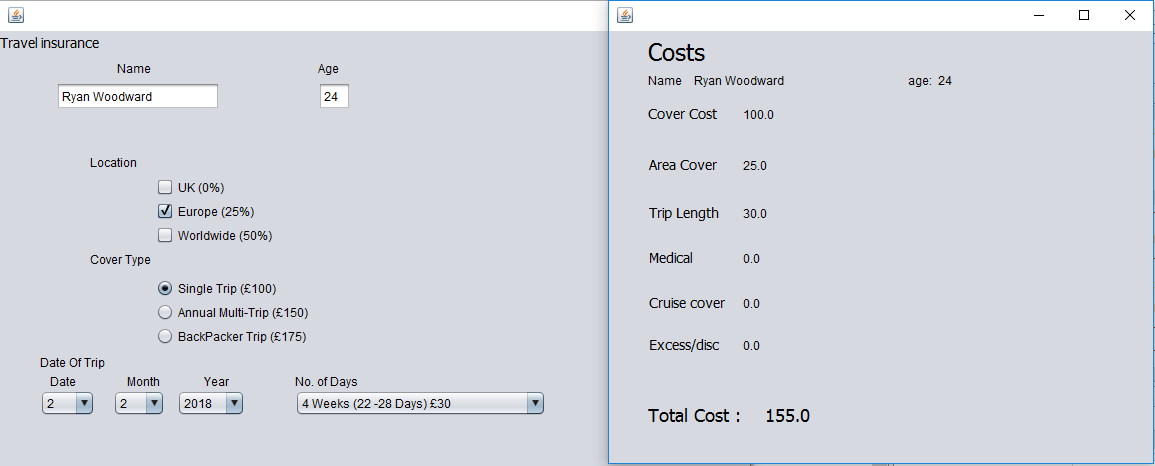 Travel insurance
Name Age
Ryan Woodward 24
Location
UK (0%)
Europe (25%)
Worldwide (50%)
Cover Type
Single Trip (£100)
Annual Multi-Trip (£150)
BackPacker Trip (£175)
Date Of Trip
Date Month Year No. of Days
2 2 2018 4 Weeks (22 -28 Days) £30
Costs
Name Ryan Woodward age: 24
Cover Cost 100.0
Area Cover 25.0
Trip Length 30.0
Medical 0.0
Cruise cover 0.0
Excess/disc 0.0
Total Cost : 155.0